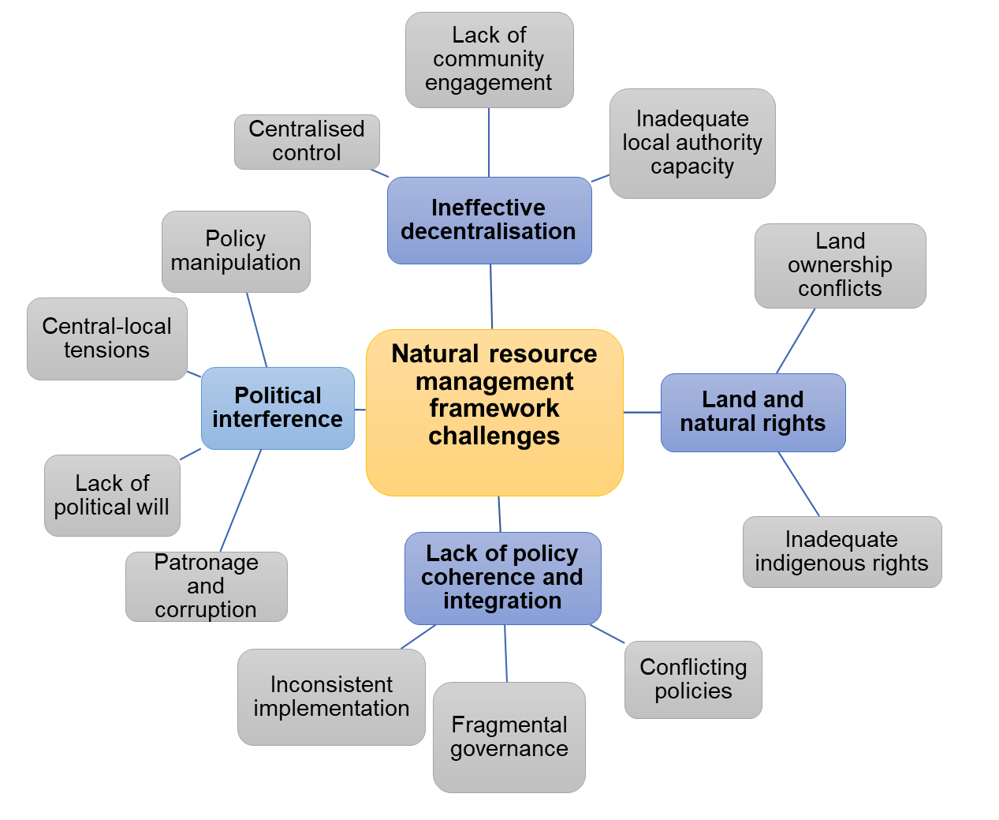 Lack of
community
engagement
Centralised
control
Inadequate
local authority
capacity
Ineffective
decentralisation
Policy
manipulation
Land
ownership
conflicts
Central-local
tensions
Political
interference
Natural resource
management
framework
challenges
Land and
natural rights
Lack of
political will
Inadequate
indigenous rights
Patronage
and
corruption
Lack of policy
coherence and
integration
Inconsistent
implementation
Fragmental
governance
Conflicting
policies